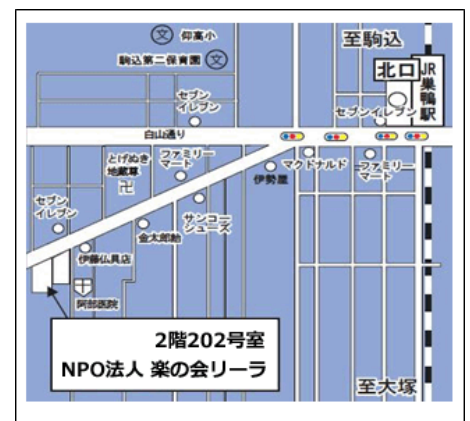 文
仰高小
至駒込
駒込第二保育園
文
北口
JR巣鴨駅
セブン
イレブン
セブンイレブン
白山通り
とげぬき
地蔵尊
卍
ファミリー
マート
マクドナルド
ファミリー
マート
伊勢屋
セブン
イレブン
サンコー
シューズ
金太郎飴
伊藤仏具店
阿部医院
2階202号室
NPO法人 楽の会リーラ
至大塚